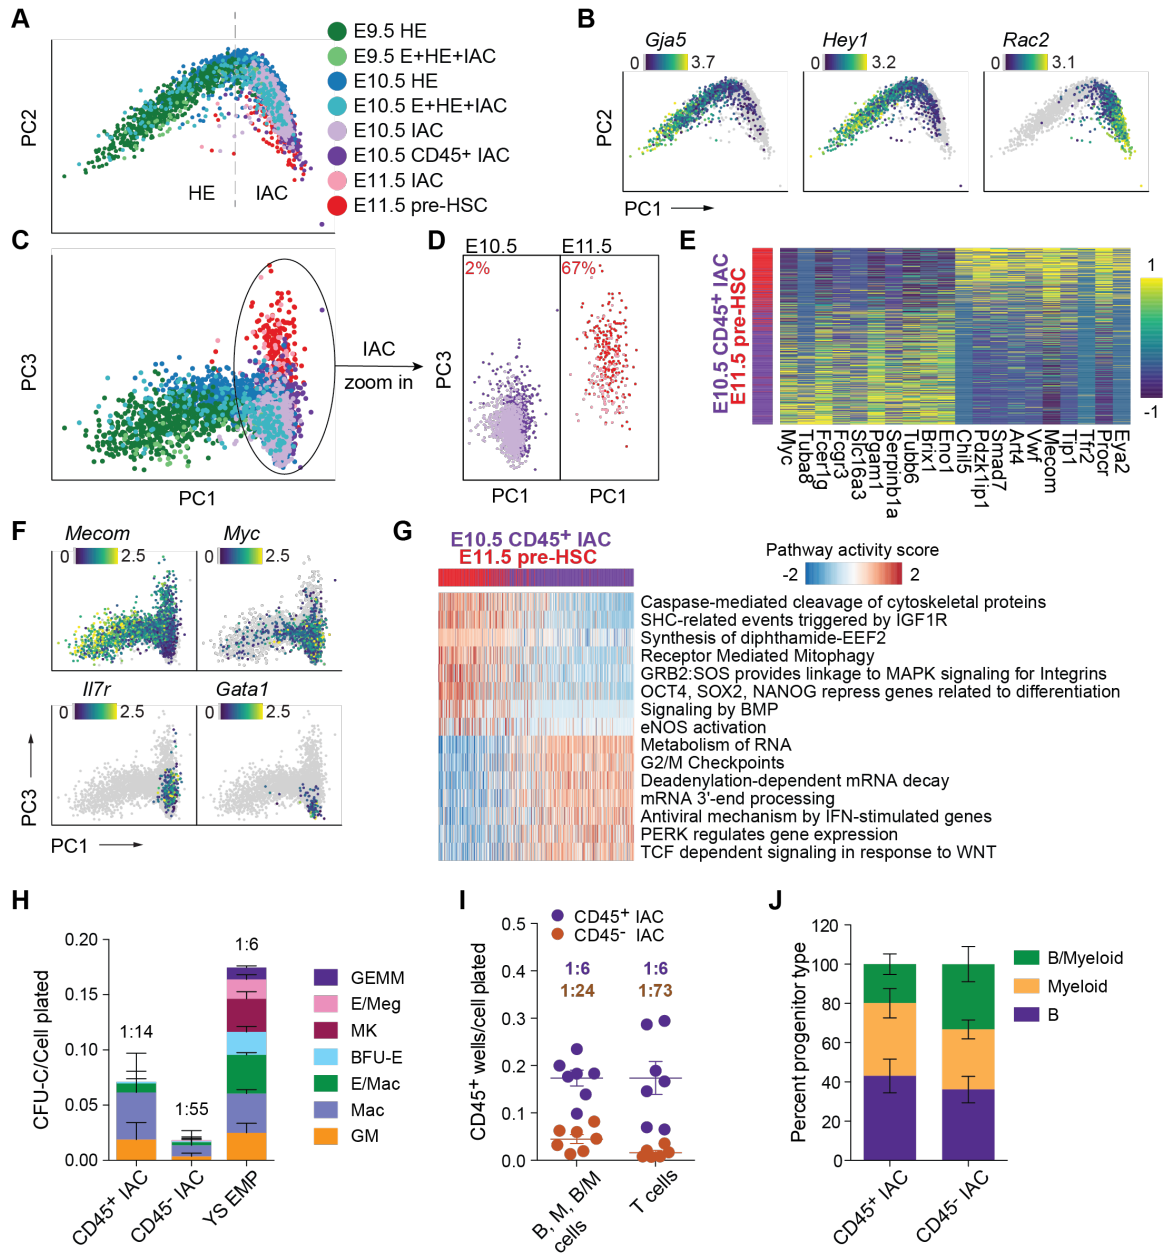 A
E9.5 HE
E9.5 E+HE+IAC
E10.5 HE
E10.5 E+HE+IAC
E10.5 IAC
E10.5 CD45+ IAC
E11.5 IAC
E11.5 pre-HSC
PC2
HE
IAC
B
Gja5
0 3.7
Hey1
0 3.2
Rac2
0 3.1
PC2
PC1
C
PC3
PC1
IAC
zoom in
D
E10.5
E11.5
2%
67%
PC3
PC1
PC1
E
E10.5 CD45+ IAC
E11.5 pre-HSC
1
-1
Myc
Tuba8
Fcer1g
Fcgr3
Slc16a3
Pgam1
Serpinb1a
Tubb6
Brix1
Eno1
Chil5
Pdzk1ip1
Smad7
Art4
Vwf
Mecom
Tip1
Tfr2
Procr
Eya2
F
Mecom
0 2.5
Myc
0 2.5
Il7r
0 2.5
Gata1
0 2.5
PC3
PC1
G
E10.5 CD45+ IAC
E11.5 pre-HSC
Pathway activity score
-2 2
Caspase-mediated cleavage of cytoskeletal proteins
SHC-related events triggered by IGF1R
Synthesis of diphthamide-EEF2
Receptor Mediated Mitophagy
GRB2:SOS provides linkage to MAPK signaling for Integrins
OCT4, SOX2, NANOG repress genes related to differentiation
Signaling by BMP
eNOS activation
Metabolism of RNA
G2/M Checkpoints
Deadenylation-dependent mRNA decay
mRNA 3'-end processing
Antiviral mechanism by IFN-stimulated genes
PERK regulates gene expression
TCF dependent signaling in response to WNT
H
CFU-C/Cell plated
0.20
0.15
0.10
0.05
0.00
1:14
1:55
1:6
CD45+ IAC
CD45- IAC
YS EMP
GEMM
E/Meg
MK
BFU-E
E/Mac
Mac
GM
I
CD45+ wells/cell plated
0.5
0.4
0.3
0.2
0.1
0.0
CD45+ IAC
CD45- IAC
1:6
1:24
1:6
1:73
B, M, B/M
cells
T cells
J
Percent progenitor type
120
100
80
60
40
20
0
CD45+ IAC
CD45- IAC
B/Myeloid
Myeloid
B